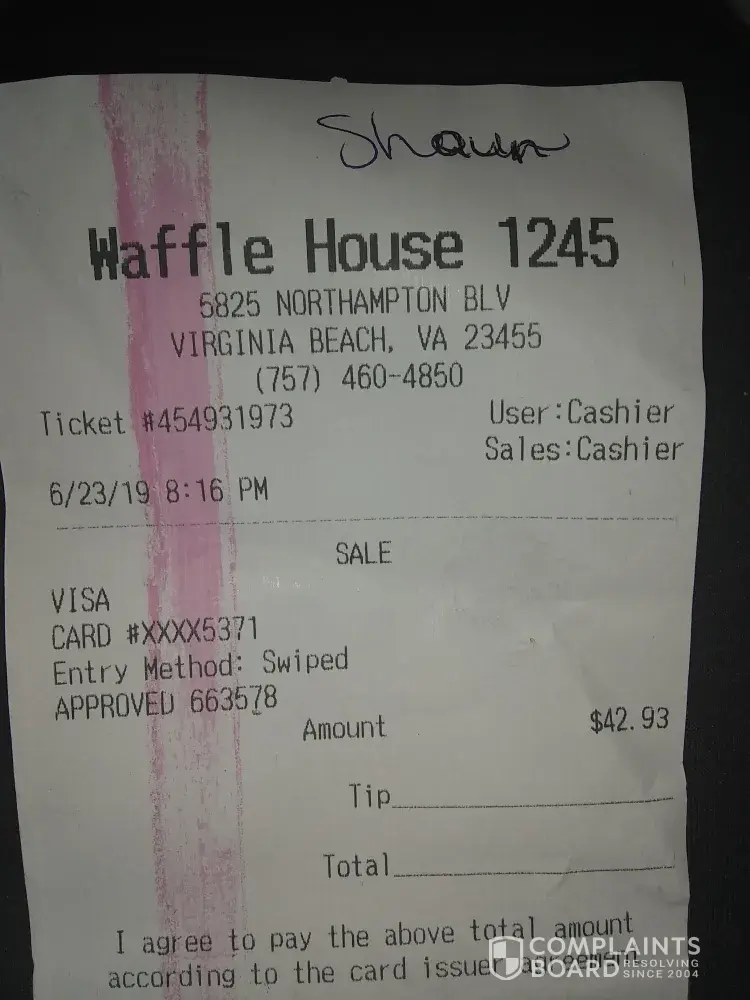 Shaun
Waffle House 1245
5825 NORTHAMPTON BLV
VIRGINIA BEACH, VA 23455
(757) 460-4850
Ticket #454931973 User:Cashier
Sales:Cashier
6/23/19 8:16 PM
SALE
VISA
CARD #XXXX5371
Entry Method: Swiped
APPROVED 663578
Amount $42.93
Tip
Total
I agree to pay the above total amount
according to the card issuer agreement
COMPLAINTS
BOARD RESOLVING
SINCE 2004